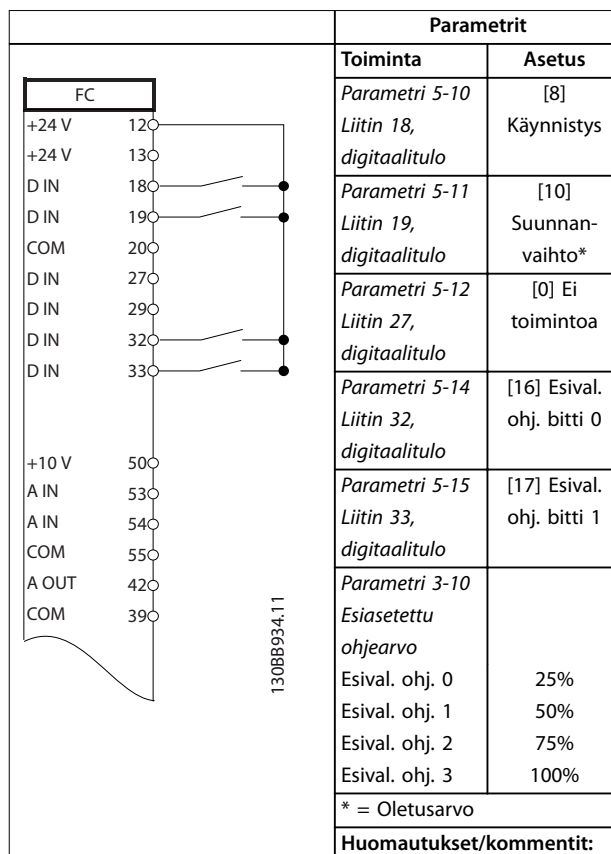 Parametrit
Toiminta Asetus
FC
+24 V 12
+24 V 13
D IN 18
D IN 19
COM 20
D IN 27
D IN 29
D IN 32
D IN 33
+10 V 50
A IN 53
A IN 54
COM 55
A OUT 42
COM 39
130BB934.11
Parametri 5-10
Liitin 18,
digitaalitulo
[8]
Käynnistys
Parametri 5-11
Liitin 19,
digitaalitulo
[10]
Suunnan-
vaihto*
Parametri 5-12
Liitin 27,
digitaalitulo
[0] Ei
toimintoa
Parametri 5-14
Liitin 32,
digitaalitulo
[16] Esival.
ohj. bitti 0
Parametri 5-15
Liitin 33,
digitaalitulo
[17] Esival.
ohj. bitti 1
Parametri 3-10
Esiasetettu
ohjearvo
Esival. ohj. 0 25%
Esival. ohj. 1 50%
Esival. ohj. 2 75%
Esival. ohj. 3 100%
* = Oletusarvo
Huomautukset/kommentit: